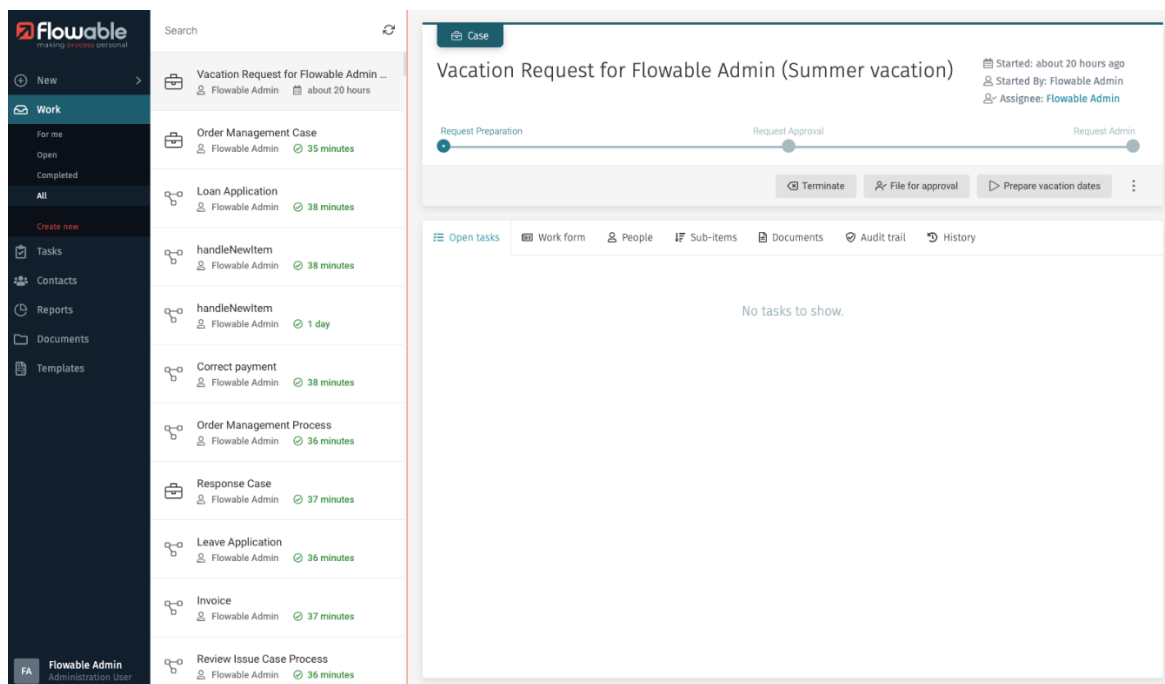 Flowable
making process personal
New
Work
For me
Open
Completed
All
Create new
Tasks
Contacts
Reports
Documents
Templates
FA
Flowable Admin
Administration User
Search
Vacation Request for Flowable Admin ...
Flowable Admin about 20 hours
Order Management Case
Flowable Admin 35 minutes
Loan Application
Flowable Admin 38 minutes
handleNewItem
Flowable Admin 38 minutes
handleNewItem
Flowable Admin 1 day
Correct payment
Flowable Admin 38 minutes
Order Management Process
Flowable Admin 36 minutes
Response Case
Flowable Admin 37 minutes
Leave Application
Flowable Admin 36 minutes
Invoice
Flowable Admin 37 minutes
Review Issue Case Process
Flowable Admin 36 minutes
Case
Vacation Request for Flowable Admin (Summer vacation)
Started: about 20 hours ago
Started By: Flowable Admin
Assignee: Flowable Admin
Request Preparation Request Approval Request Admin
Terminate File for approval Prepare vacation dates
Open tasks Work form People Sub-items Documents Audit trail History
No tasks to show.